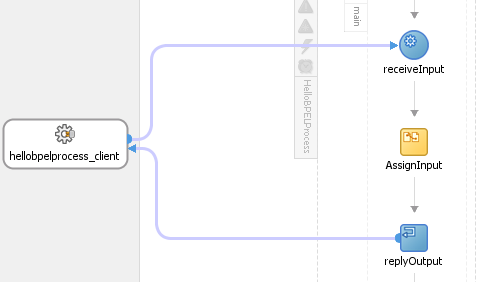 main
receiveInput
HelloBPELProcess
hellobpelprocess_client
AssignInput
replyOutput